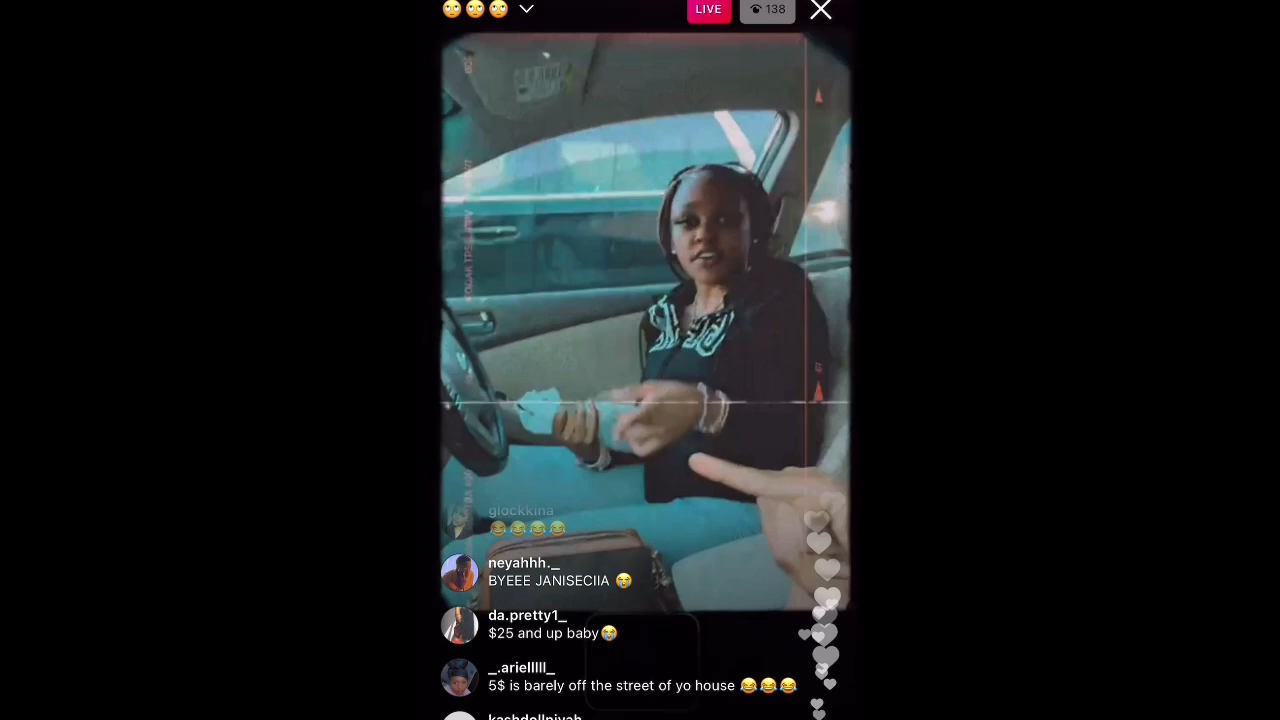 🙄🙄🙄
LIVE
138
glockkina
😂😂😂😂
neyahhh._
BYEEE JANISECIIA 😭
da.pretty1_
$25 and up baby😭
_.arielllll_
5$ is barely off the street of yo house 😂😂😂